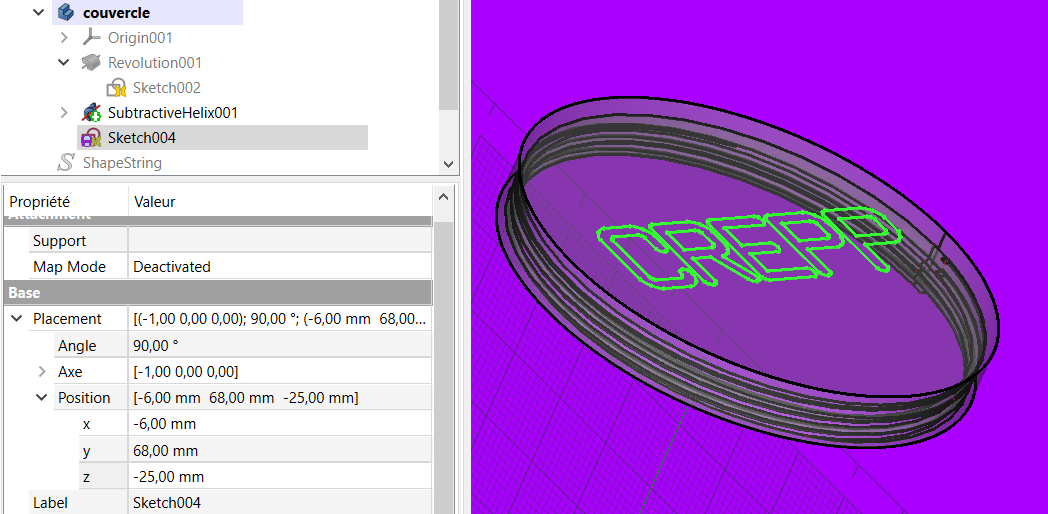 couvercle
Origin001
Revolution001
Sketch002
SubtractiveHelix001
Sketch004
ShapeString
Propriété Valeur
Attachment
Support
Map Mode Deactivated
Base
Placement [(-1,00 0,00 0,00); 90,00 °; (-6,00 mm 68,00...
Angle 90,00 °
Axe [-1,00 0,00 0,00]
Position [-6,00 mm 68,00 mm -25,00 mm]
x -6,00 mm
y 68,00 mm
z -25,00 mm
Label Sketch004
CREPP